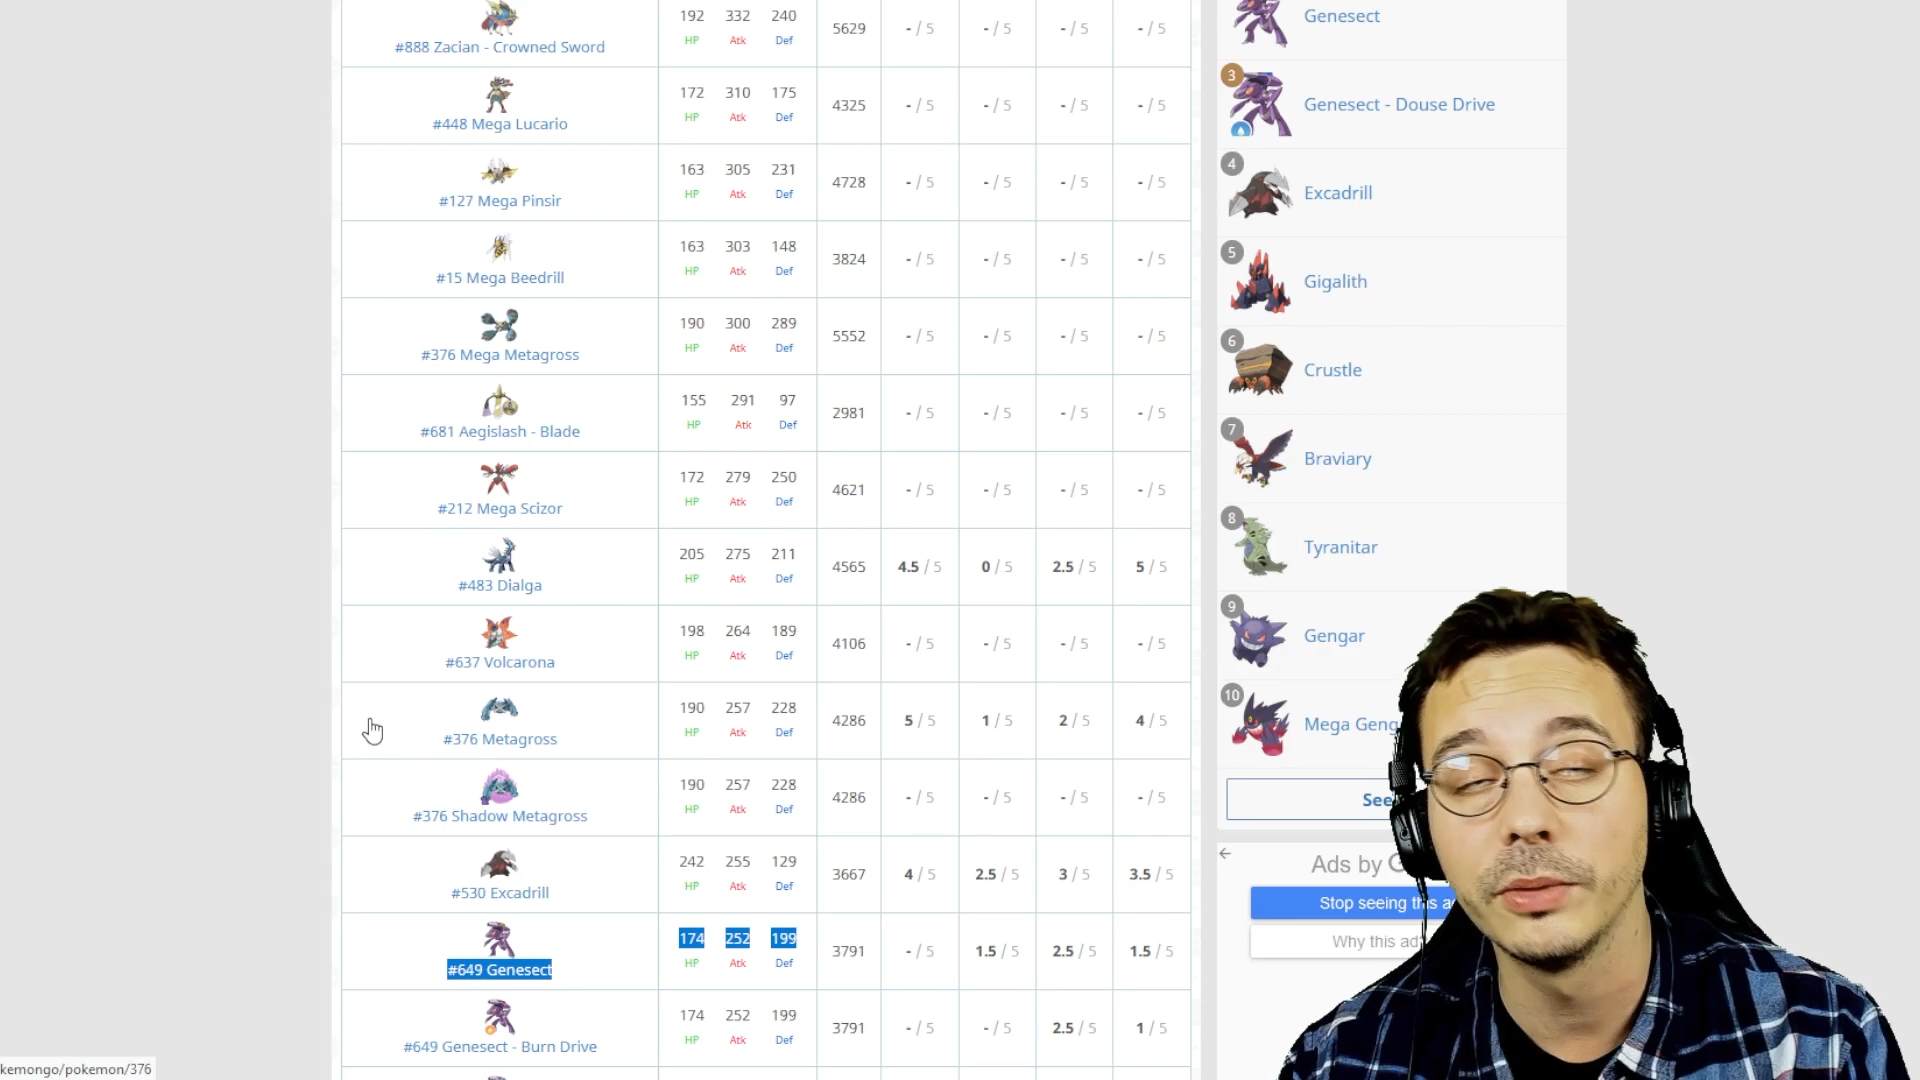 192 332 240
HP Atk Def
#888 Zacian - Crowned Sword
5629 - / 5 - / 5 - / 5 - / 5
172 310 175
HP Atk Def
#448 Mega Lucario
4325 - / 5 - / 5 - / 5 - / 5
163 305 231
HP Atk Def
#127 Mega Pinsir
4728 - / 5 - / 5 - / 5 - / 5
163 303 148
HP Atk Def
#15 Mega Beedrill
3824 - / 5 - / 5 - / 5 - / 5
190 300 289
HP Atk Def
#376 Mega Metagross
5552 - / 5 - / 5 - / 5 - / 5
155 291 97
HP Atk Def
#681 Aegislash - Blade
2981 - / 5 - / 5 - / 5 - / 5
172 279 250
HP Atk Def
#212 Mega Scizor
4621 - / 5 - / 5 - / 5 - / 5
205 275 211
HP Atk Def
#483 Dialga
4565 4.5 / 5 0 / 5 2.5 / 5 5 / 5
198 264 189
HP Atk Def
#637 Volcarona
4106 - / 5 - / 5 - / 5 - / 5
190 257 228
HP Atk Def
#376 Metagross
4286 5 / 5 1 / 5 2 / 5 4 / 5
190 257 228
HP Atk Def
#376 Shadow Metagross
4286 - / 5 - / 5 - / 5 - / 5
242 255 129
HP Atk Def
#530 Excadrill
3667 4 / 5 2.5 / 5 3 / 5 3.5 / 5
174 252 199
HP Atk Def
#649 Genesect
3791 - / 5 1.5 / 5 2.5 / 5 1.5 / 5
174 252 199
HP Atk Def
#649 Genesect - Burn Drive
3791 - / 5 - / 5 2.5 / 5 1 / 5
Genesect
3 Genesect - Douse Drive
4 Excadrill
5 Gigalith
6 Crustle
7 Braviary
8 Tyranitar
9 Gengar
10 Mega Geng
See
Ads by G
Stop seeing this a
Why this ad
kemongo/pokemon/376